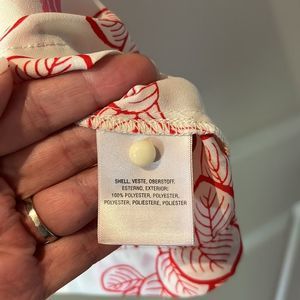 SHELL, VESTE, OBERSTOFF,
ESTERNO, EXTERIOR:
100% POLYESTER, POLYESTER,
POLYESTER, POLIESTERE, POLIESTER